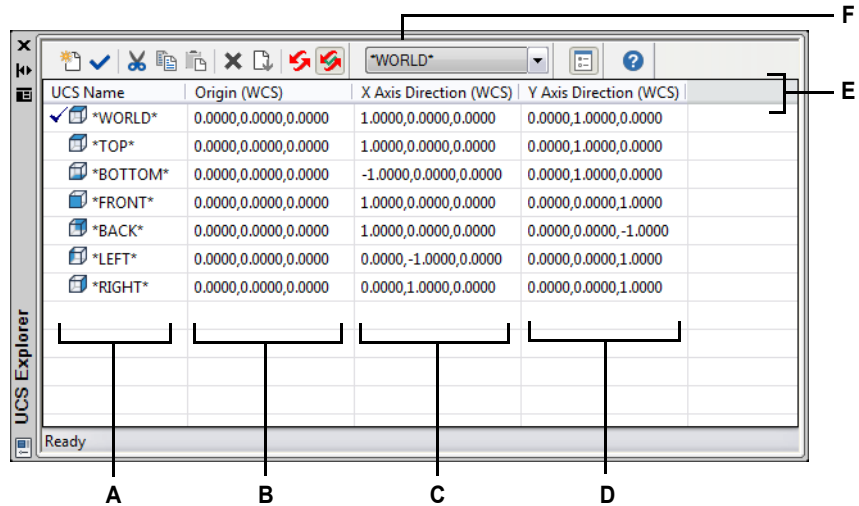 F
*WORLD*
E
UCS Name Origin (WCS) X Axis Direction (WCS) Y Axis Direction (WCS)
*WORLD* 0.0000,0.0000,0.0000 1.0000,0.0000,0.0000 0.0000,1.0000,0.0000
*TOP* 0.0000,0.0000,0.0000 1.0000,0.0000,0.0000 0.0000,1.0000,0.0000
*BOTTOM* 0.0000,0.0000,0.0000 -1.0000,0.0000,0.0000 0.0000,1.0000,0.0000
*FRONT* 0.0000,0.0000,0.0000 1.0000,0.0000,0.0000 0.0000,0.0000,1.0000
*BACK* 0.0000,0.0000,0.0000 1.0000,0.0000,0.0000 0.0000,0.0000,-1.0000
*LEFT* 0.0000,0.0000,0.0000 0.0000,-1.0000,0.0000 0.0000,0.0000,1.0000
*RIGHT* 0.0000,0.0000,0.0000 0.0000,1.0000,0.0000 0.0000,0.0000,1.0000
UCS Explorer
Ready
A B C D